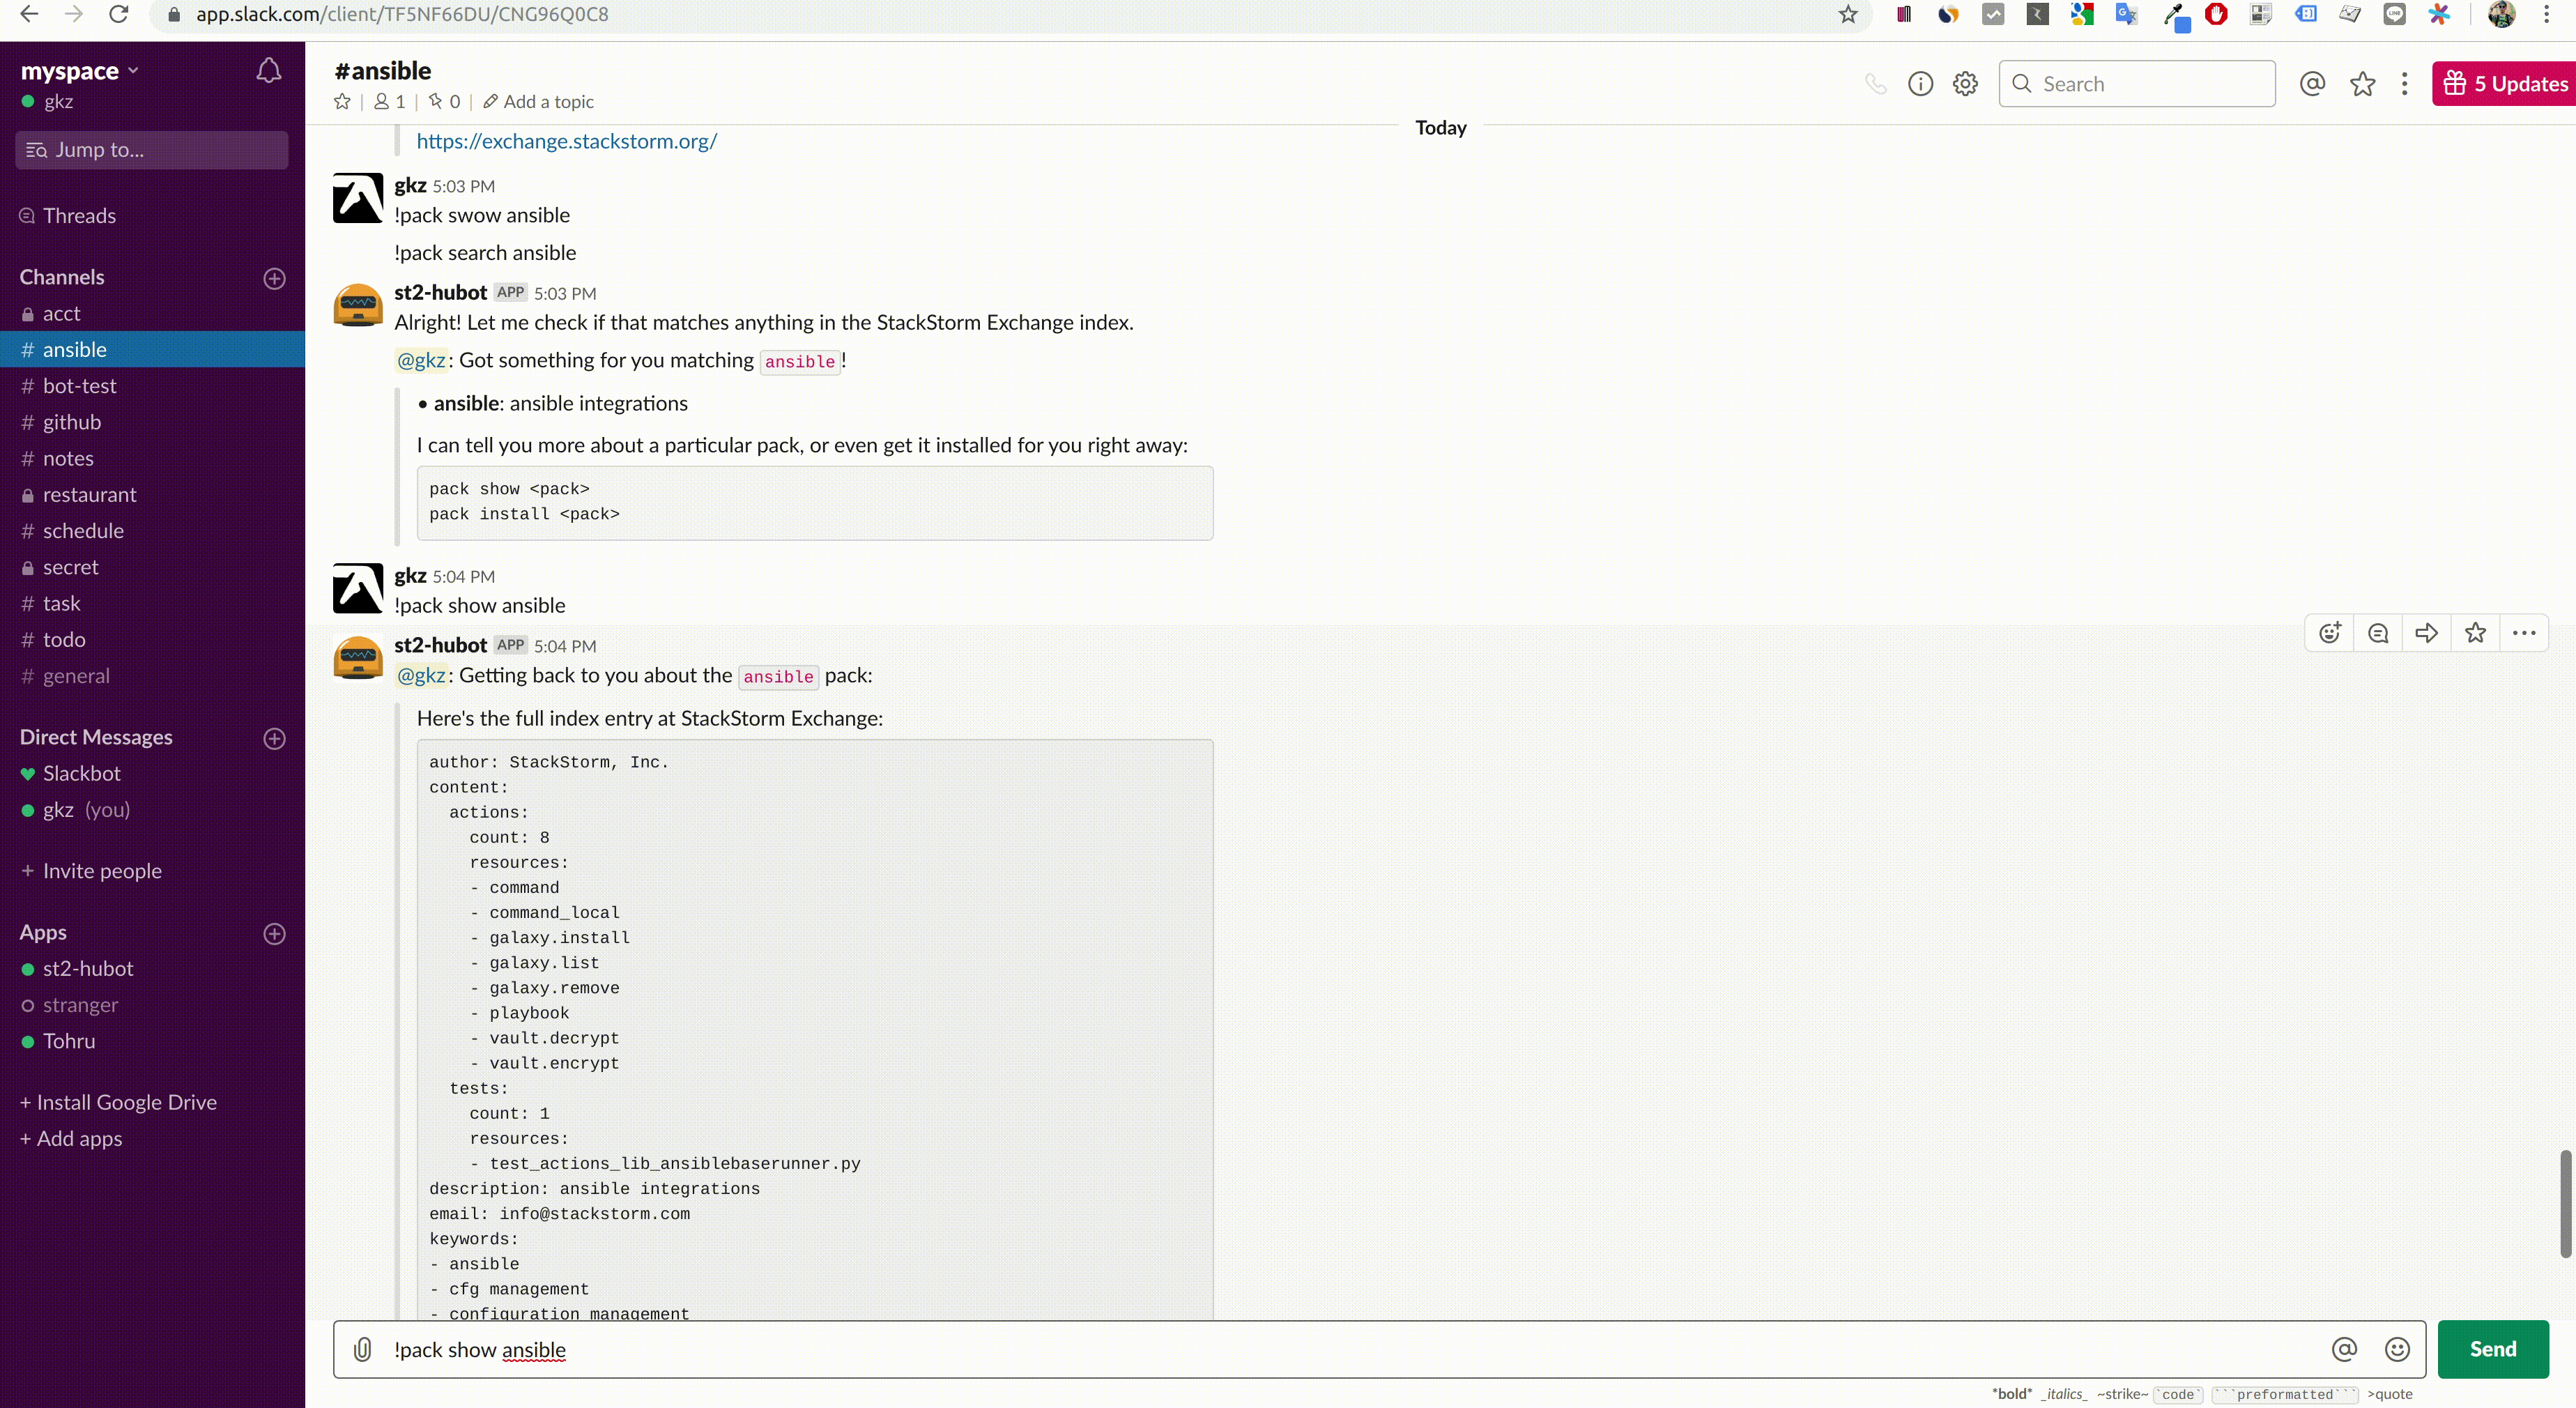 app.slack.com/client/TF5NF66DU/CNG96Q0C8
myspace
gkz
Jump to...
Threads
Channels
acct
# ansible
# bot-test
# github
# notes
restaurant
# schedule
secret
# task
# todo
# general
Direct Messages
Slackbot
gkz (you)
+ Invite people
Apps
st2-hubot
stranger
Tohru
+ Install Google Drive
+ Add apps
#ansible
1 | 0 | Add a topic
Search
5 Updates
Today
https://exchange.stackstorm.org/
gkz 5:03 PM
!pack swow ansible
!pack search ansible
st2-hubot APP 5:03 PM
Alright! Let me check if that matches anything in the StackStorm Exchange index.
@gkz: Got something for you matching ansible!
• ansible: ansible integrations
I can tell you more about a particular pack, or even get it installed for you right away:
pack show <pack>
pack install <pack>
gkz 5:04 PM
!pack show ansible
st2-hubot APP 5:04 PM
@gkz: Getting back to you about the ansible pack:
Here's the full index entry at StackStorm Exchange:
author: StackStorm, Inc.
content:
actions:
count: 8
resources:
- command
- command_local
- galaxy.install
- galaxy.list
- galaxy.remove
- playbook
- vault.decrypt
- vault.encrypt
tests:
count: 1
resources:
- test_actions_lib_ansiblebaserunner.py
description: ansible integrations
email: info@stackstorm.com
keywords:
- ansible
- cfg management
- configuration management
!pack show ansible
Send
*bold* _italics_ ~strike~ `code` ```preformatted``` >quote